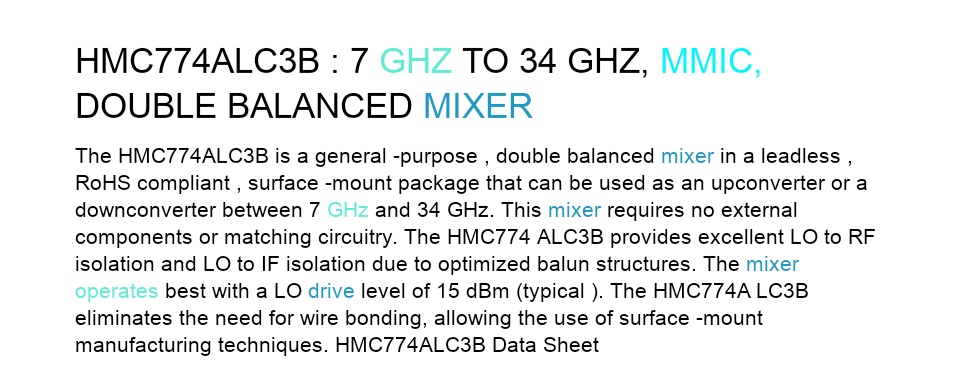 HMC774ALC3B : 7 GHZ TO 34 GHZ, MMIC,
DOUBLE BALANCED MIXER
The HMC774ALC3B is a general -purpose , double balanced mixer in a leadless ,
RoHS compliant , surface -mount package that can be used as an upconverter or a
downconverter between 7 GHz and 34 GHz. This mixer requires no external
components or matching circuitry. The HMC774 ALC3B provides excellent LO to RF
isolation and LO to IF isolation due to optimized balun structures. The mixer
operates best with a LO drive level of 15 dBm (typical ). The HMC774A LC3B
eliminates the need for wire bonding, allowing the use of surface -mount
manufacturing techniques. HMC774ALC3B Data Sheet